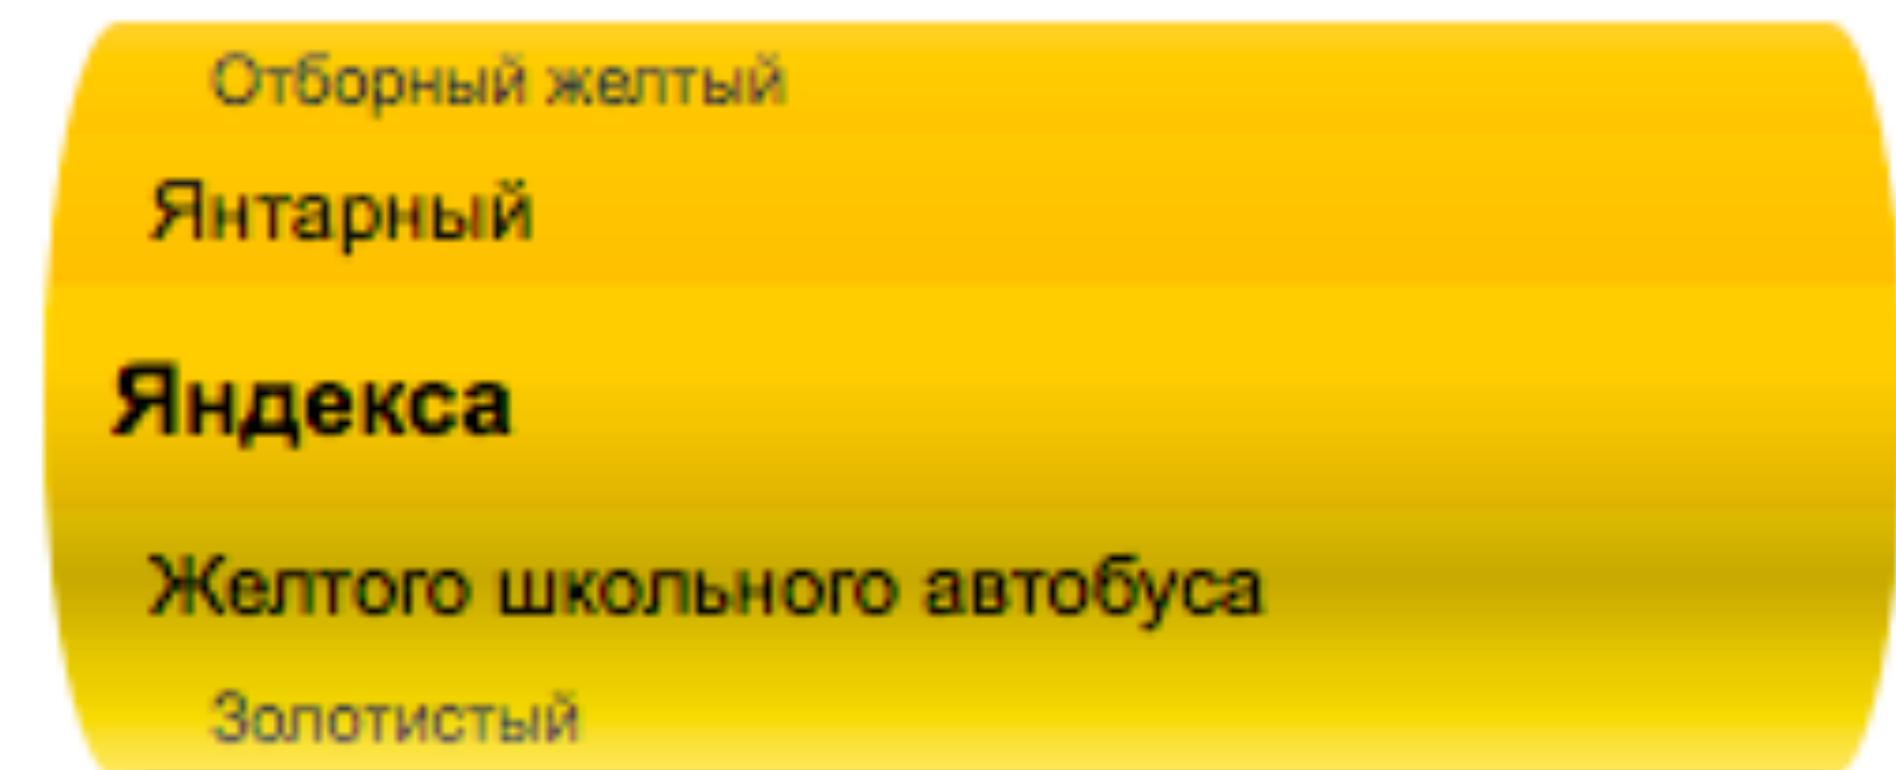 Отборный желтый
Янтарный
Яндекса
Желтого школьного автобуса
Золотистый